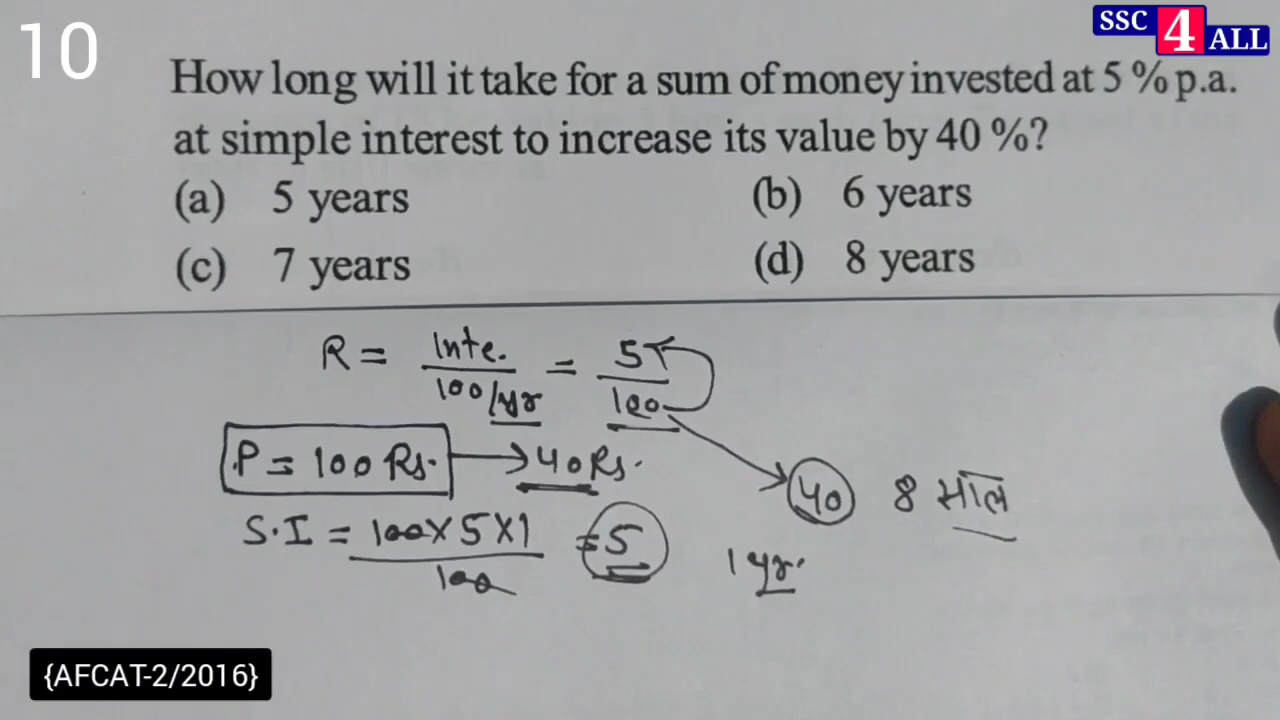 10
SSC 4 ALL
How long will it take for a sum of money invested at 5 % p.a.
at simple interest to increase its value by 40 %?
(a) 5 years (b) 6 years
(c) 7 years (d) 8 years
R = Inte. / 100/yr = 5 / 100
P = 100 Rs. → 40 Rs.
40 8 साल
S.I = 100 × 5 × 1 / 100 = 5
1 yr.
{AFCAT-2/2016}